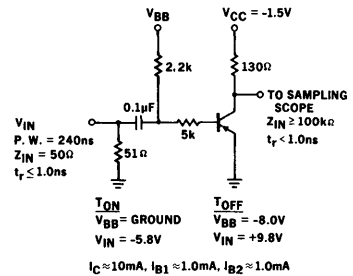 V_BB
V_CC = -1.5V
2.2k
130Ω
0.1μF
TO SAMPLING
SCOPE
Z_IN ≥ 100kΩ
t_r < 1.0ns
5k
V_IN
P. W. = 240ns
Z_IN = 50Ω
t_r ≤ 1.0ns
51Ω
T_ON
V_BB = GROUND
V_IN = -5.8V
T_OFF
V_BB = -8.0V
V_IN = +9.8V
I_C≈10mA, I_B1≈1.0mA, I_B2≈1.0mA